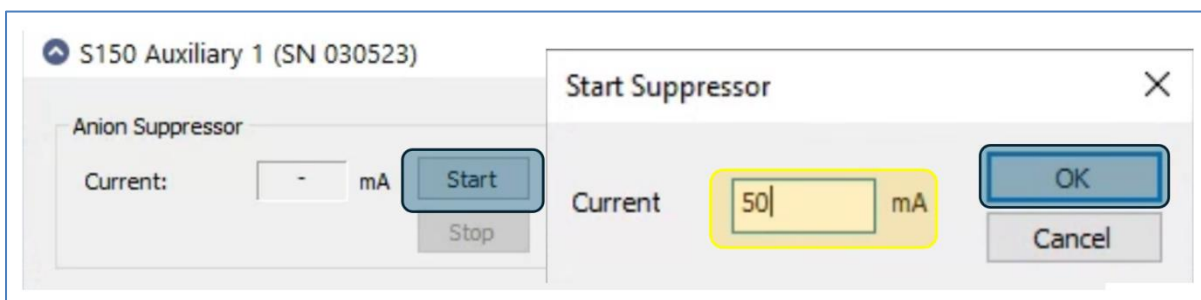 S150 Auxiliary 1 (SN 030523)
Anion Suppressor
Current: - mA Start
Stop
Start Suppressor
Current 50 mA OK
Cancel